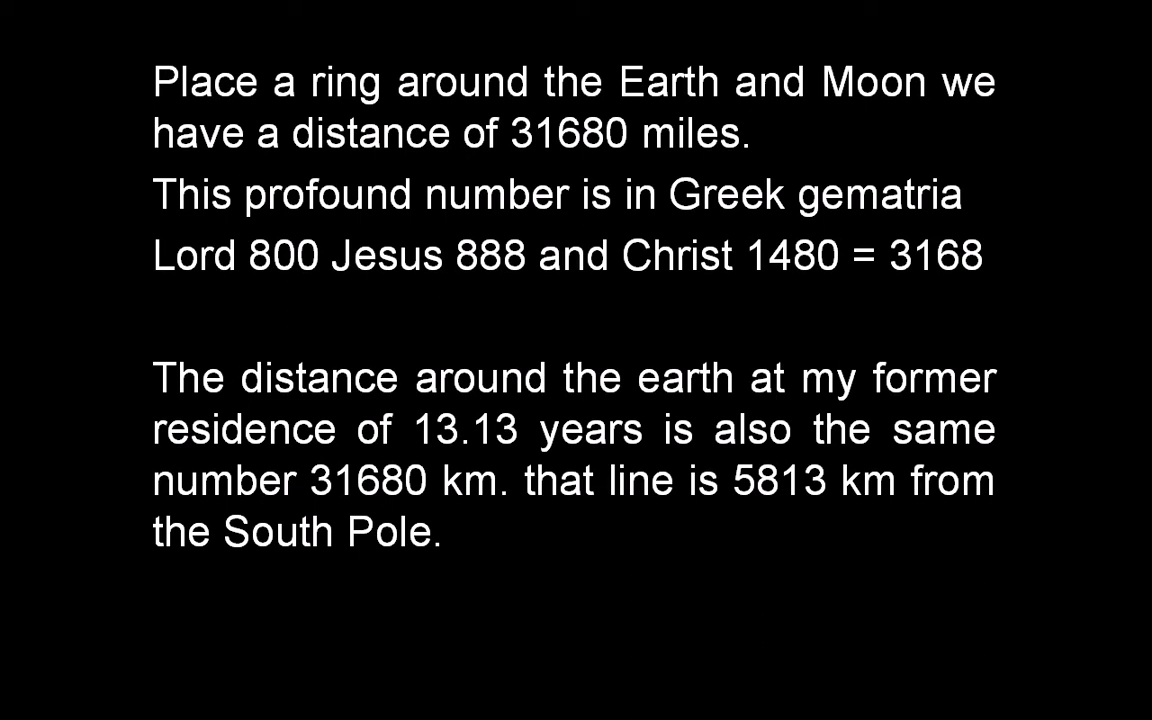 Place a ring around the Earth and Moon we
have a distance of 31680 miles.
This profound number is in Greek gematria
Lord 800 Jesus 888 and Christ 1480 = 3168
The distance around the earth at my former
residence of 13.13 years is also the same
number 31680 km. that line is 5813 km from
the South Pole.